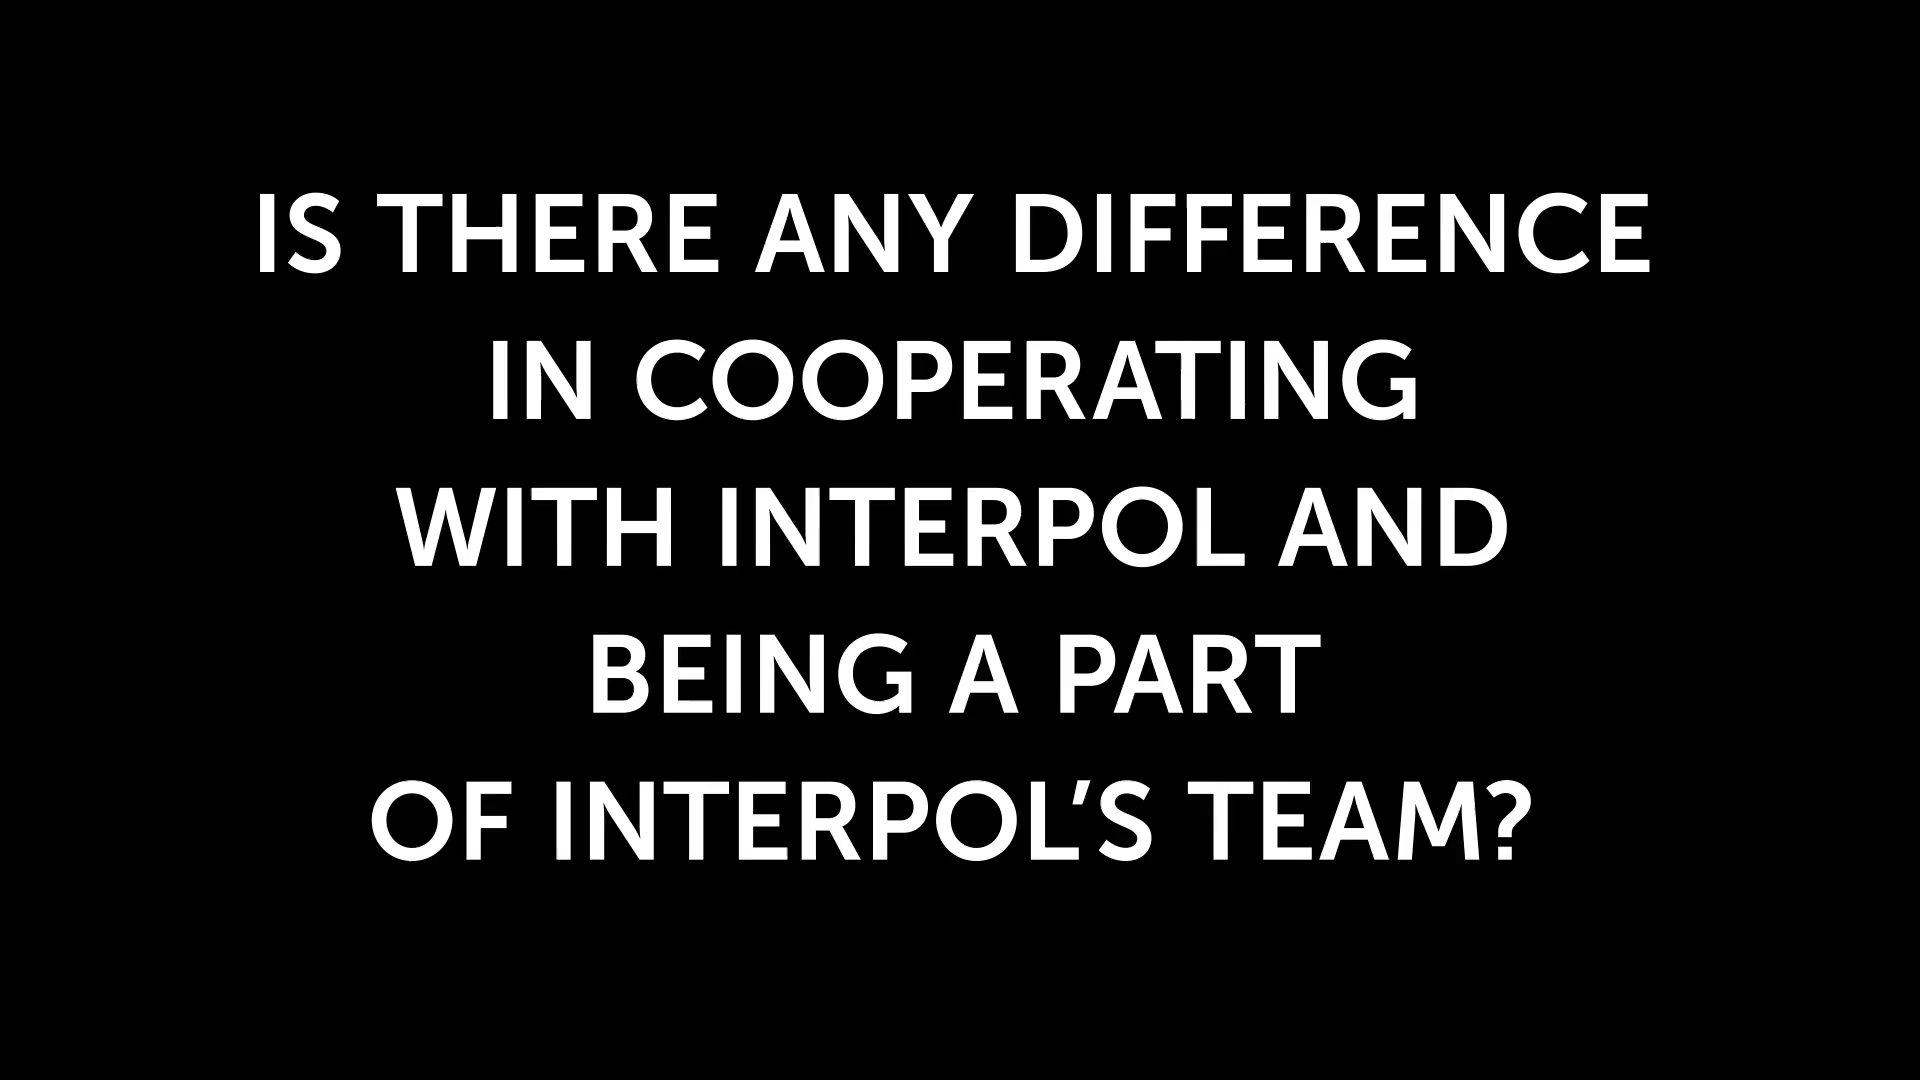 IS THERE ANY DIFFERENCE
IN COOPERATING
WITH INTERPOL AND
BEING A PART
OF INTERPOL’S TEAM?